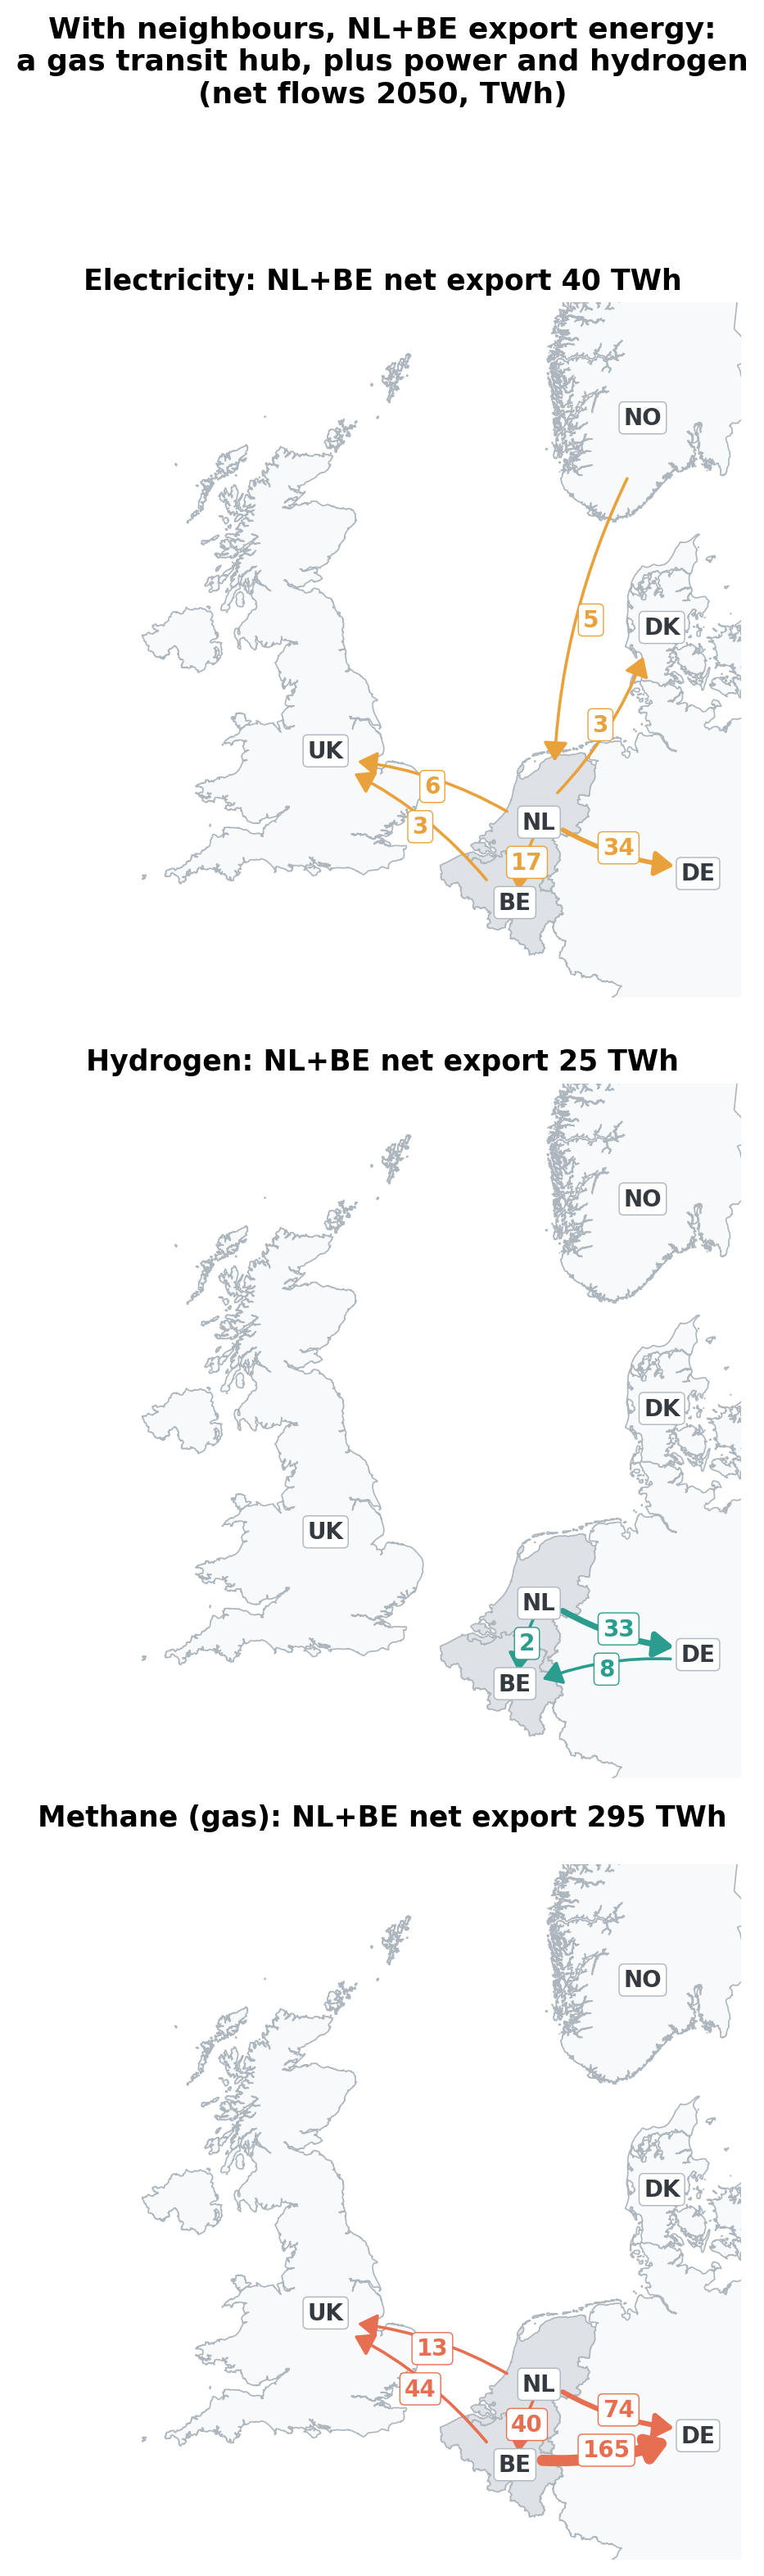 With neighbours, NL+BE export energy:
a gas transit hub, plus power and hydrogen
(net flows 2050, TWh)
Electricity: NL+BE net export 40 TWh
NO
5
DK
3
UK
6
3
NL
34
17
DE
BE
Hydrogen: NL+BE net export 25 TWh
NO
DK
UK
NL
33
2
DE
8
BE
Methane (gas): NL+BE net export 295 TWh
NO
DK
UK
13
44
NL
74
40
DE
165
BE